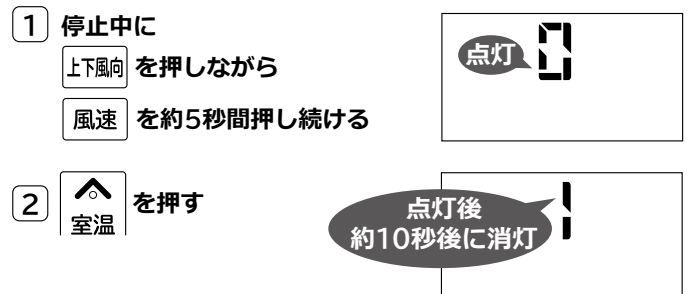 1 停止中に
上下風向 を押しながら
風速 を約5秒間押し続ける
点灯 0
2 室温 を押す
点灯後 1
約10秒後に消灯